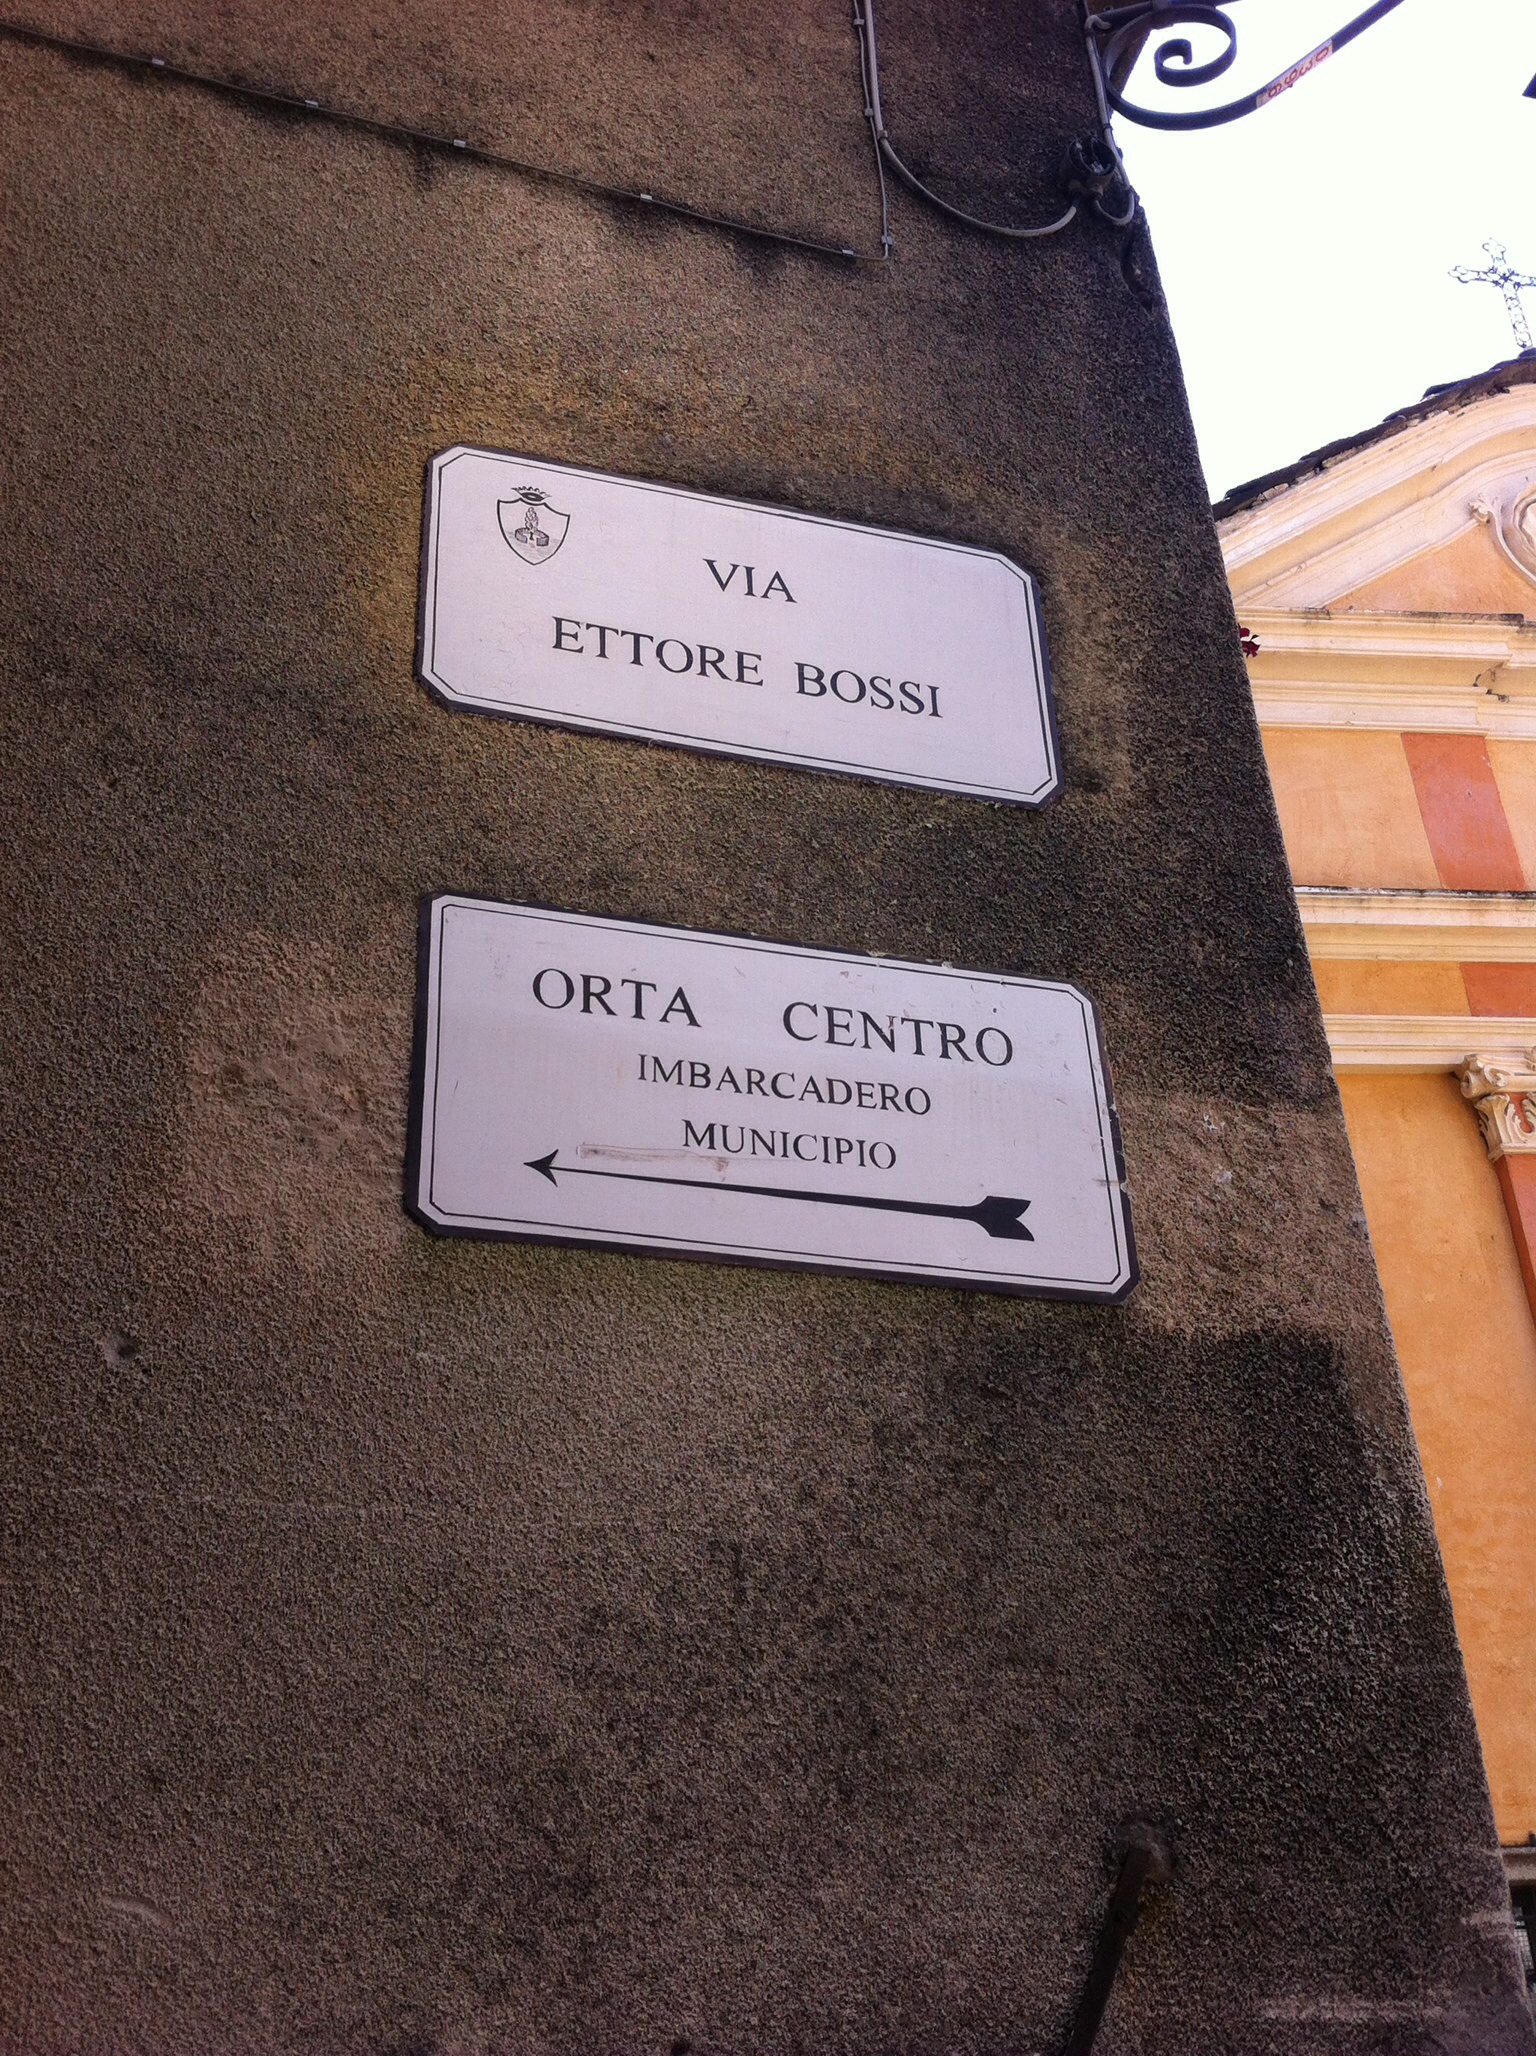 VIA
ETTORE BOSSI
ORTA CENTRO
IMBARCADERO
MUNICIPIO